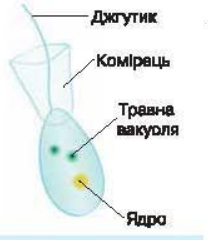 Джгутик
Комірець
Травна
вакуоля
Ядро